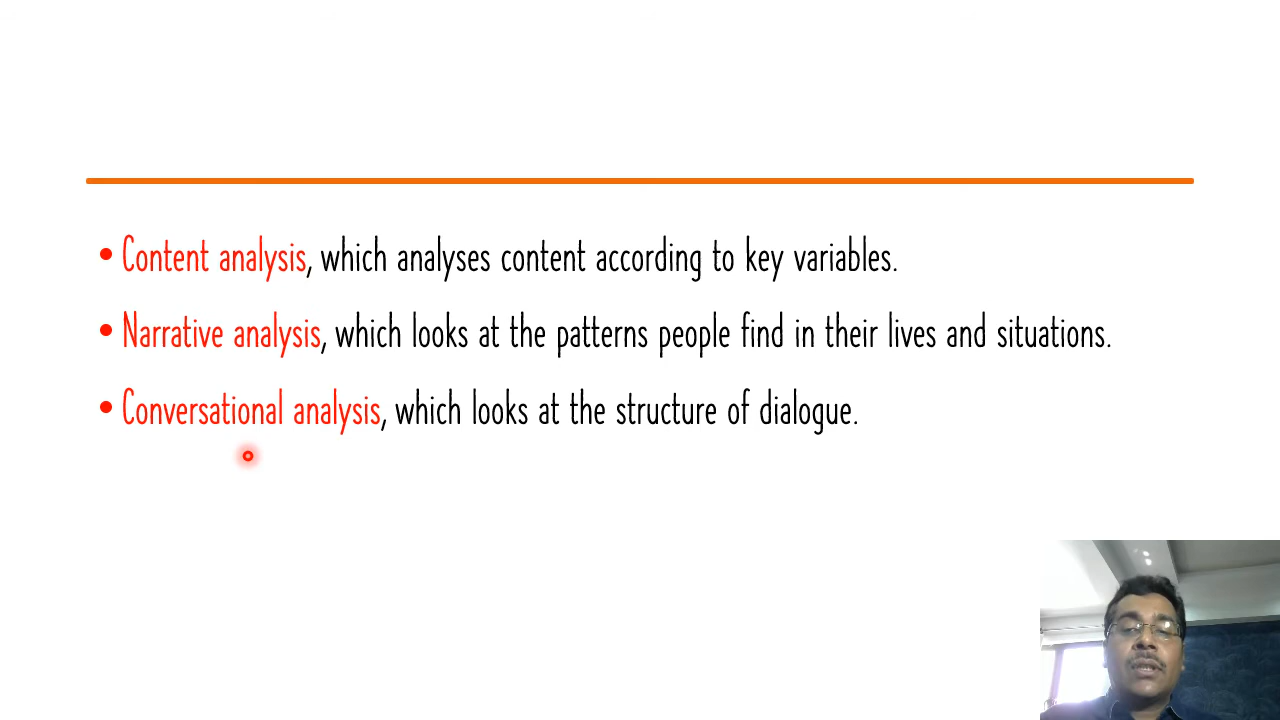 • Content analysis, which analyses content according to key variables.
• Narrative analysis, which looks at the patterns people find in their lives and situations.
• Conversational analysis, which looks at the structure of dialogue.